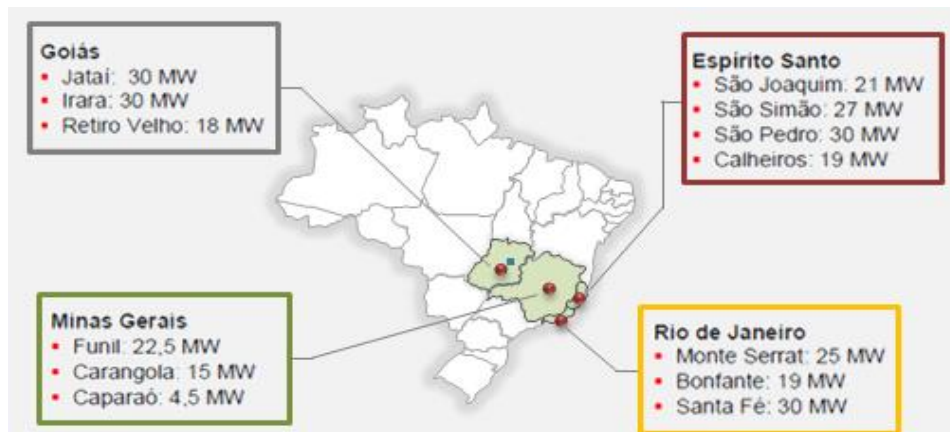 Goiás
• Jataí: 30 MW
• Irara: 30 MW
• Retiro Velho: 18 MW
Espírito Santo
• São Joaquim: 21 MW
• São Simão: 27 MW
• São Pedro: 30 MW
• Calheiros: 19 MW
Minas Gerais
• Funil: 22,5 MW
• Carangola: 15 MW
• Caparaó: 4,5 MW
Rio de Janeiro
• Monte Serrat: 25 MW
• Bonfante: 19 MW
• Santa Fé: 30 MW